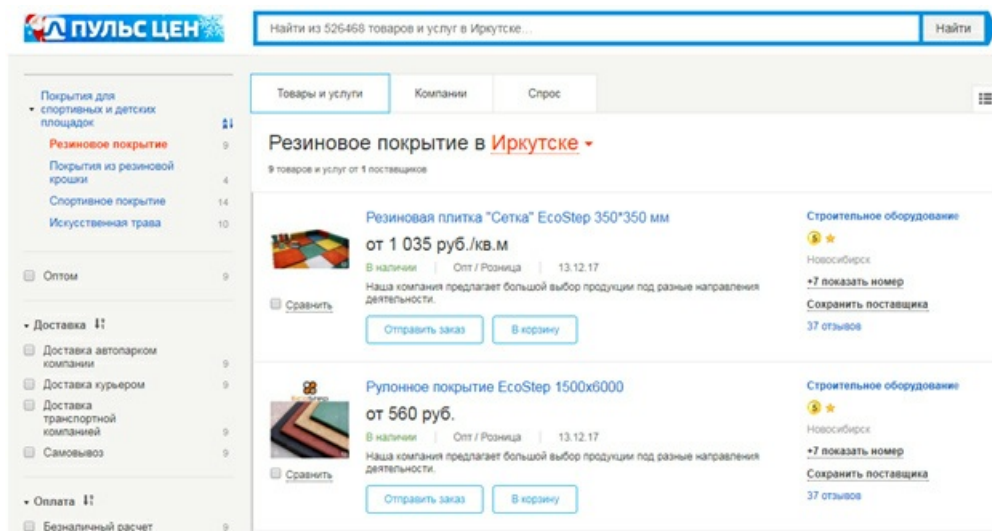 ПУЛЬС ЦЕН
Найти из 526468 товаров и услуг в Иркутске...
Найти
Покрытия для
спортивных и детских
площадок
Резиновое покрытие 9
Покрытия из резиновой
крошки 4
Спортивное покрытие 14
Искусственная трава 10
Оптом 9
Доставка
Доставка автопарком
компании 9
Доставка курьером 9
Доставка
транспортной
компанией 9
Самовывоз 9
Оплата
Безналичный расчет 9
Товары и услуги Компании Спрос
Резиновое покрытие в Иркутске
9 товаров и услуг от 1 поставщиков
Резиновая плитка "Сетка" EcoStep 350*350 мм
от 1 035 руб./кв.м
В наличии Опт / Розница 13.12.17
Наша компания предлагает большой выбор продукции под разные направления
деятельности.
Сравнить
Отправить заказ В корзину
Строительное оборудование
5
Новосибирск
+7 показать номер
Сохранить поставщика
37 отзывов
EcoStep
Рулонное покрытие EcoStep 1500x6000
от 560 руб.
В наличии Опт / Розница 13.12.17
Наша компания предлагает большой выбор продукции под разные направления
деятельности.
Сравнить
Отправить заказ В корзину
Строительное оборудование
5
Новосибирск
+7 показать номер
Сохранить поставщика
37 отзывов